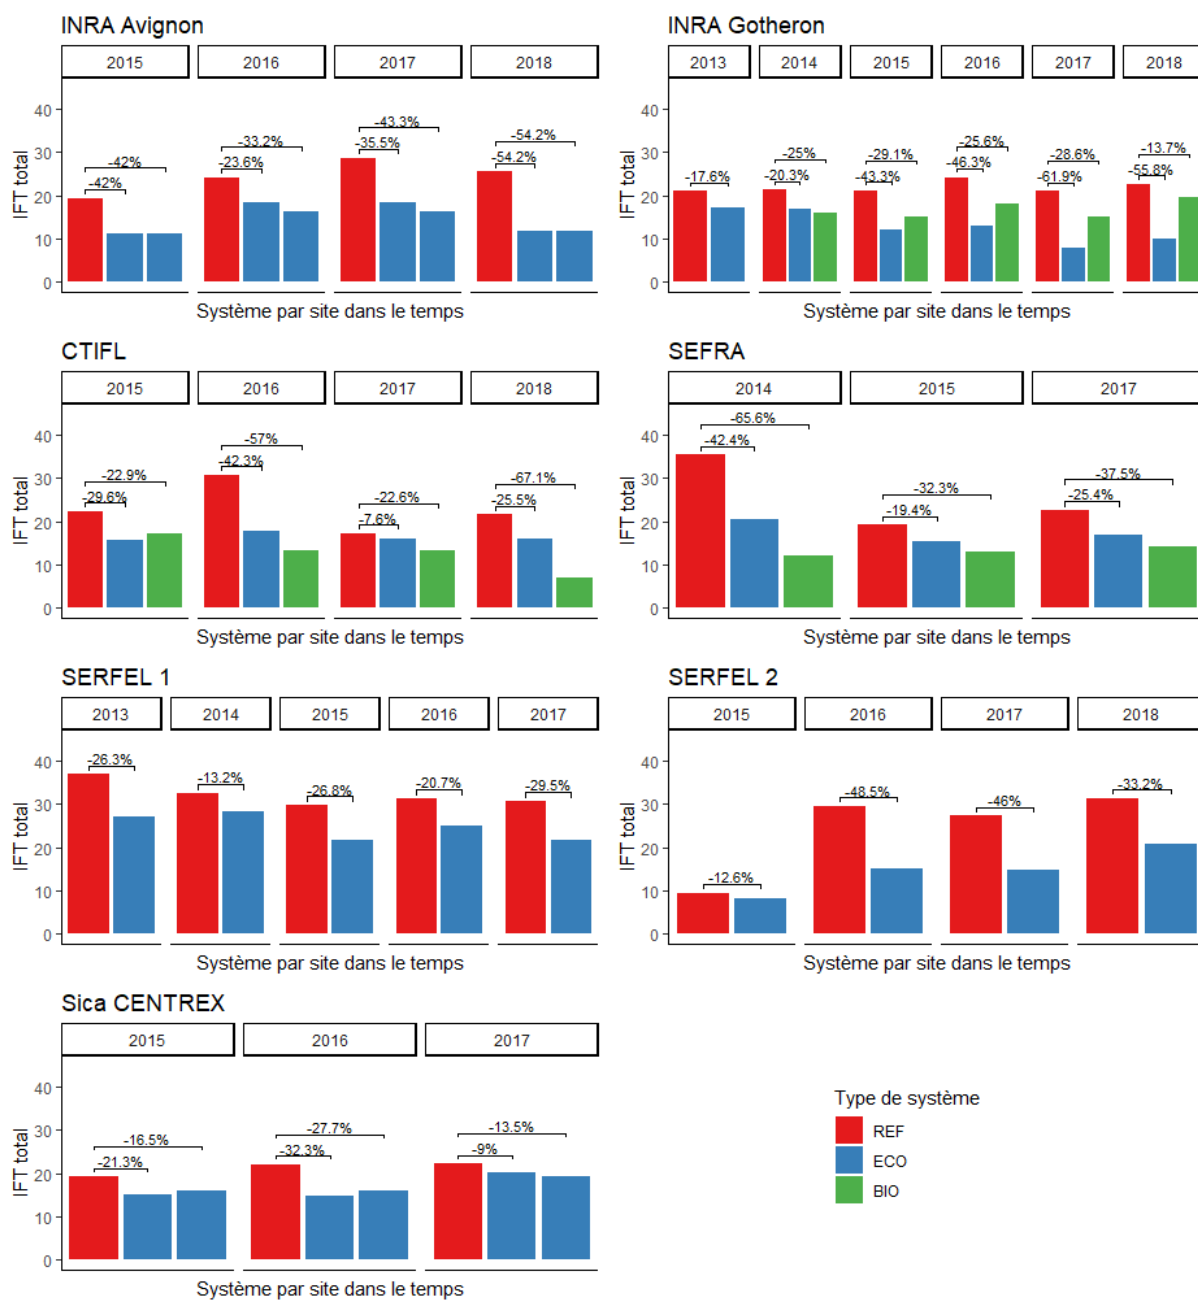 INRA Avignon
2015 2016 2017 2018
IFT total
40
30
20
10
0
-42%
-42%
-33.2%
-23.6%
-43.3%
-35.5%
-54.2%
-54.2%
Système par site dans le temps
INRA Gotheron
2013 2014 2015 2016 2017 2018
IFT total
40
30
20
10
0
-17.6%
-25%
-20.3%
-29.1%
-43.3%
-25.6%
-46.3%
-28.6%
-61.9%
-13.7%
-55.8%
Système par site dans le temps
CTIFL
2015 2016 2017 2018
IFT total
40
30
20
10
0
-22.9%
-29.6%
-57%
-42.3%
-22.6%
-7.6%
-67.1%
-25.5%
Système par site dans le temps
SEFRA
2014 2015 2017
IFT total
40
30
20
10
0
-65.6%
-42.4%
-32.3%
-19.4%
-37.5%
-25.4%
Système par site dans le temps
SERFEL 1
2013 2014 2015 2016 2017
IFT total
40
30
20
10
0
-26.3%
-13.2%
-26.8%
-20.7%
-29.5%
Système par site dans le temps
SERFEL 2
2015 2016 2017 2018
IFT total
40
30
20
10
0
-12.6%
-48.5%
-46%
-33.2%
Système par site dans le temps
Sica CENTREX
2015 2016 2017
IFT total
40
30
20
10
0
-16.5%
-21.3%
-27.7%
-32.3%
-13.5%
-9%
Système par site dans le temps
Type de système
REF
ECO
BIO